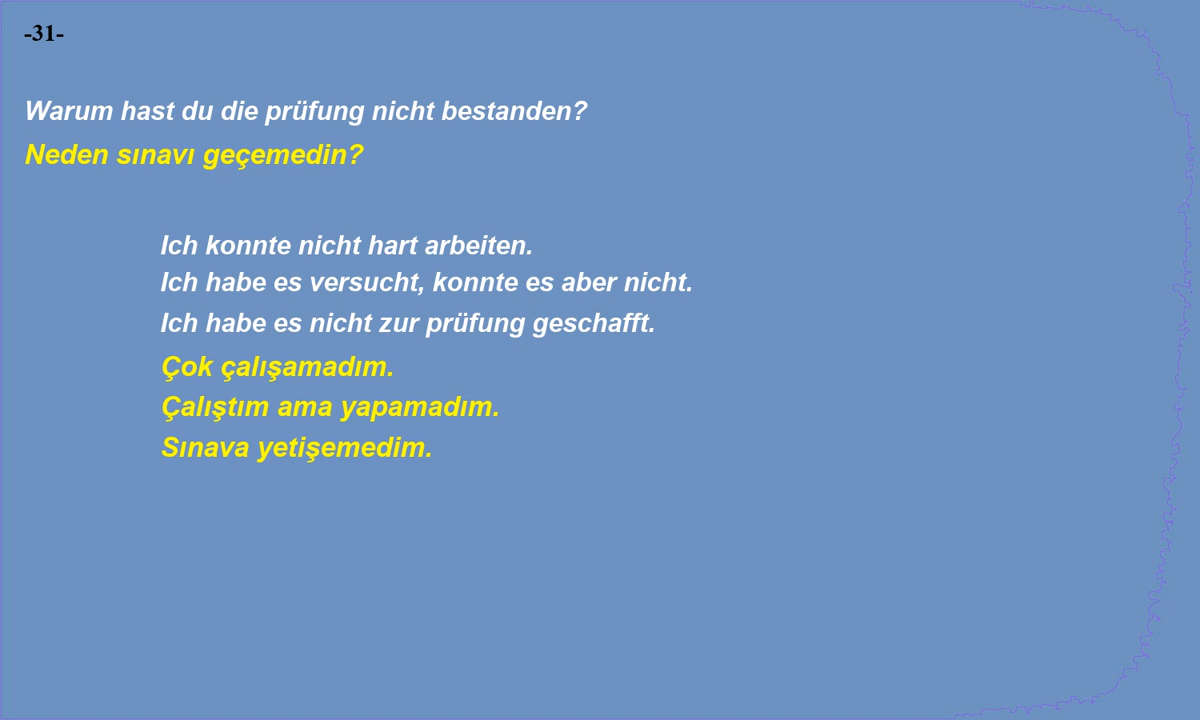 -31-
Warum hast du die prüfung nicht bestanden?
Neden sınavı geçemedin?
Ich konnte nicht hart arbeiten.
Ich habe es versucht, konnte es aber nicht.
Ich habe es nicht zur prüfung geschafft.
Çok çalışamadım.
Çalıştım ama yapamadım.
Sınava yetişemedim.